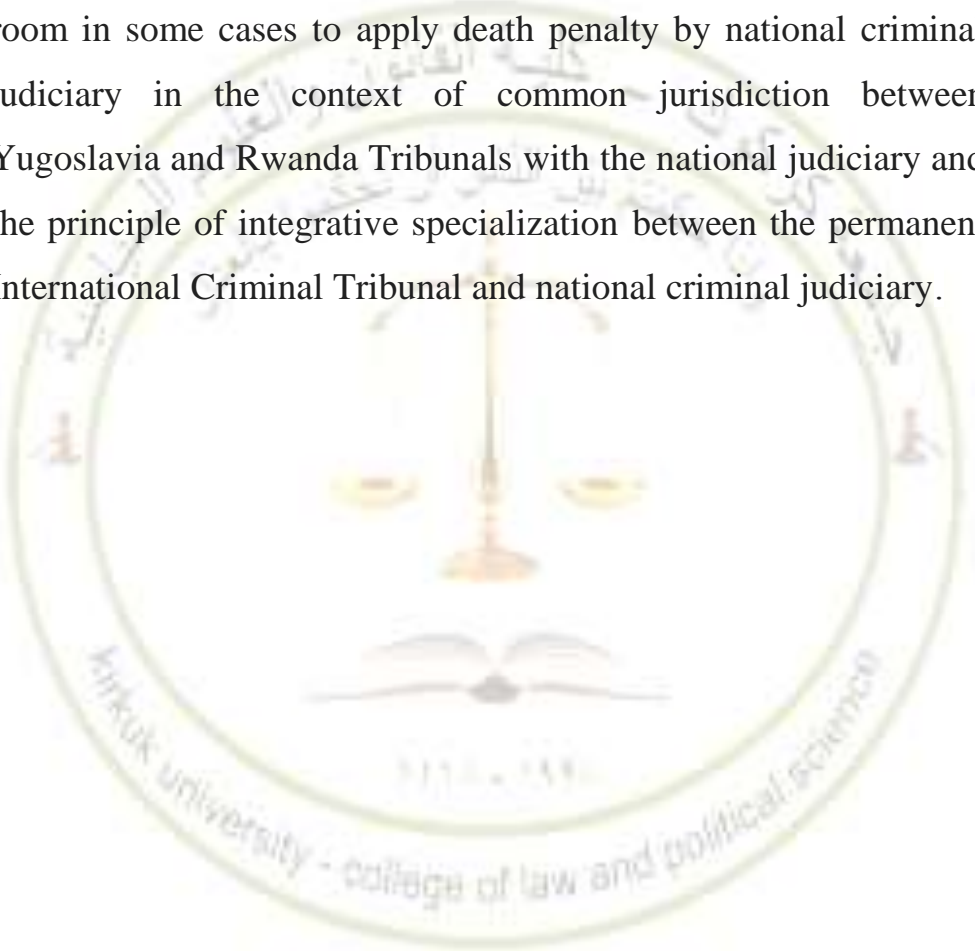 room in some cases to apply death penalty by national criminal
judiciary in the context of common jurisdiction between
Yugoslavia and Rwanda Tribunals with the national judiciary and
the principle of integrative specialization between the permanent
International Criminal Tribunal and national criminal judiciary.
kirkuk university - college of law and political science